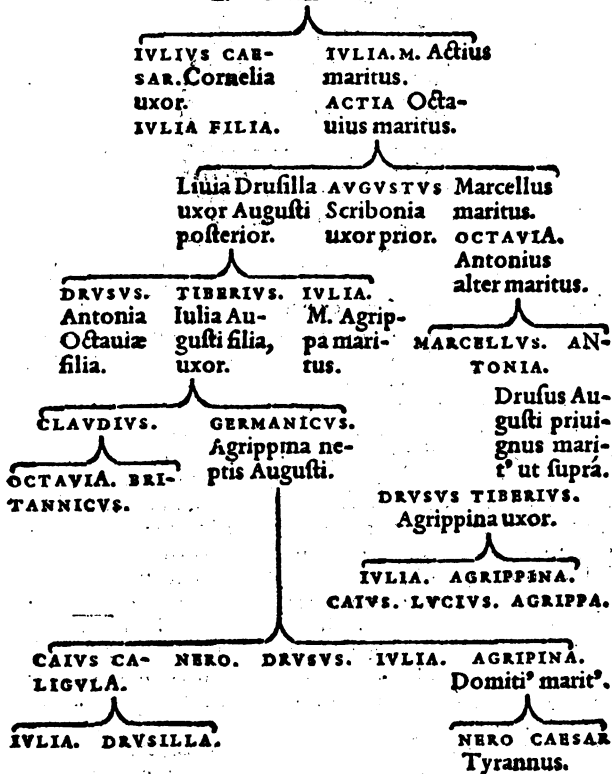 IVLIVS CAE-
SAR. Cornelia
uxor.
IVLIA FILIA.
IVLIA. M. Actius
maritus.
ACTIA Octa-
uius maritus.
Liuia Druſilla
uxor Auguſti
poſterior.
AVGVSTVS
Scribonia
uxor prior.
Marcellus
maritus.
OCTAVIA.
Antonius
alter maritus.
DRVSVS.
Antonia
Octauiæ
filia.
TIBERIVS.
Iulia Au-
guſti filia,
uxor.
IVLIA.
M. Agrip-
pa mari-
tus.
MARCELLVS. AN-
TONIA.
Druſus Au-
guſti priui-
gnus mari-
t' ut ſuprá.
CLAVDIVS.
GERMANICVS.
Agrippina ne-
ptis Auguſti.
OCTAVIA. BRI-
TANNICVS.
DRVSVS TIBERIVS.
Agrippina uxor.
IVLIA. AGRIPPINA.
CAIVS. LVCIVS. AGRIPPA.
CAIVS CA-
LIGVLA.
NERO. DRVSVS. IVLIA. AGRIPINA.
Domiti' marit'.
IVLIA. DRVSILLA.
NERO CAESAR
Tyrannus.